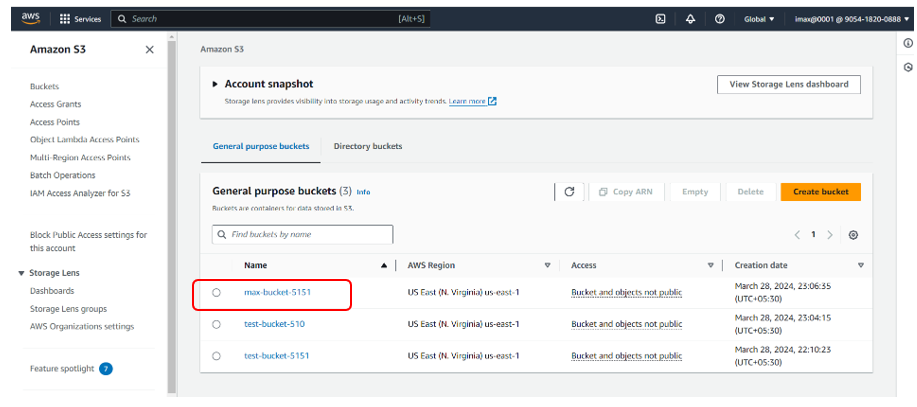 aws Services Search [Alt+S] Global ▼ imax@0001 @ 9054-1820-0888 ▼
Amazon S3
Buckets
Access Grants
Access Points
Object Lambda Access Points
Multi-Region Access Points
Batch Operations
IAM Access Analyzer for S3
Block Public Access settings for
this account
Storage Lens
Dashboards
Storage Lens groups
AWS Organizations settings
Feature spotlight 7
Amazon S3
Account snapshot
View Storage Lens dashboard
Storage lens provides visibility into storage usage and activity trends. Learn more
General purpose buckets Directory buckets
General purpose buckets (3) Info
Copy ARN Empty Delete Create bucket
Buckets are containers for data stored in S3.
Find buckets by name
1
Name AWS Region Access Creation date
max-bucket-5151 US East (N. Virginia) us-east-1 Bucket and objects not public March 28, 2024, 23:06:35
(UTC+05:30)
test-bucket-510 US East (N. Virginia) us-east-1 Bucket and objects not public March 28, 2024, 23:04:15
(UTC+05:30)
test-bucket-5151 US East (N. Virginia) us-east-1 Bucket and objects not public March 28, 2024, 22:10:23
(UTC+05:30)